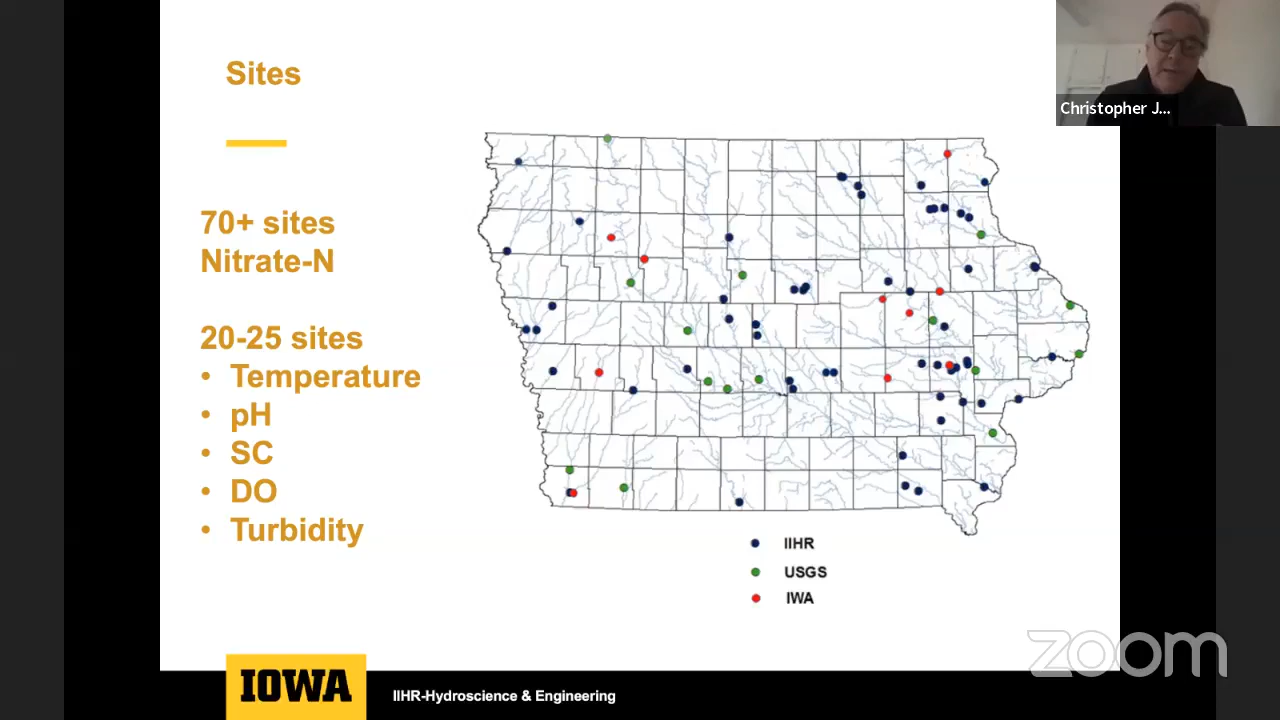 Sites
70+ sites
Nitrate-N
20-25 sites
• Temperature
• pH
• SC
• DO
• Turbidity
IIHR
USGS
IWA
Christopher J...
zoom
IOWA
IIHR-Hydroscience & Engineering